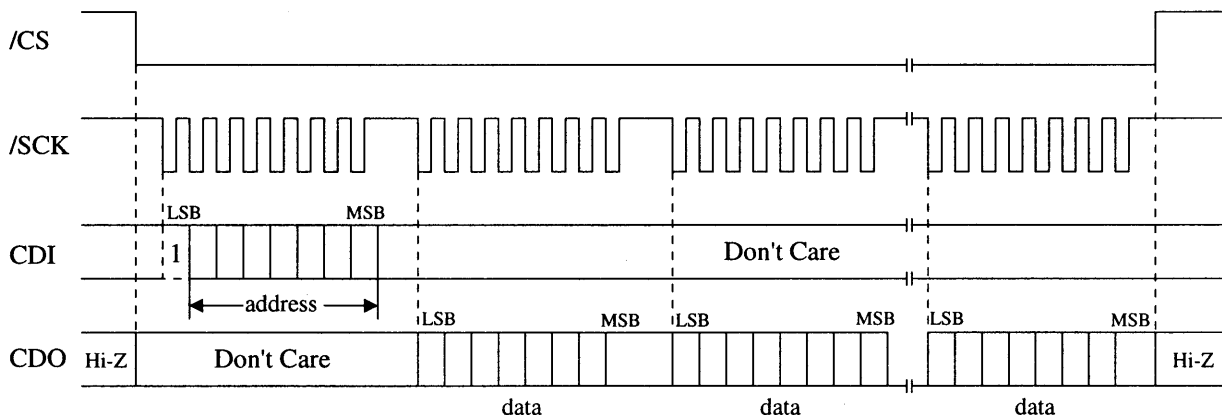 /CS
/SCK
LSB MSB
CDI 1 Don't Care
address
LSB MSB LSB MSB LSB MSB
CDO Hi-Z Don't Care Hi-Z
data data data